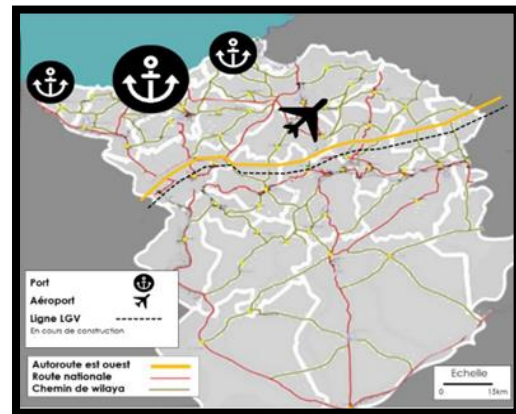 Port
Aéroport
Ligne LGV
En cours de construction
Autoroute est ouest
Route nationale
Chemin de wilaya
Echelle
0 15km